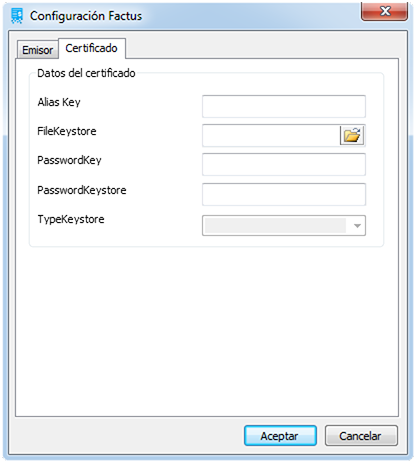 Configuración Factus
Emisor
Certificado
Datos del certificado
Alias Key
FileKeystore
PasswordKey
PasswordKeystore
TypeKeystore
Aceptar
Cancelar